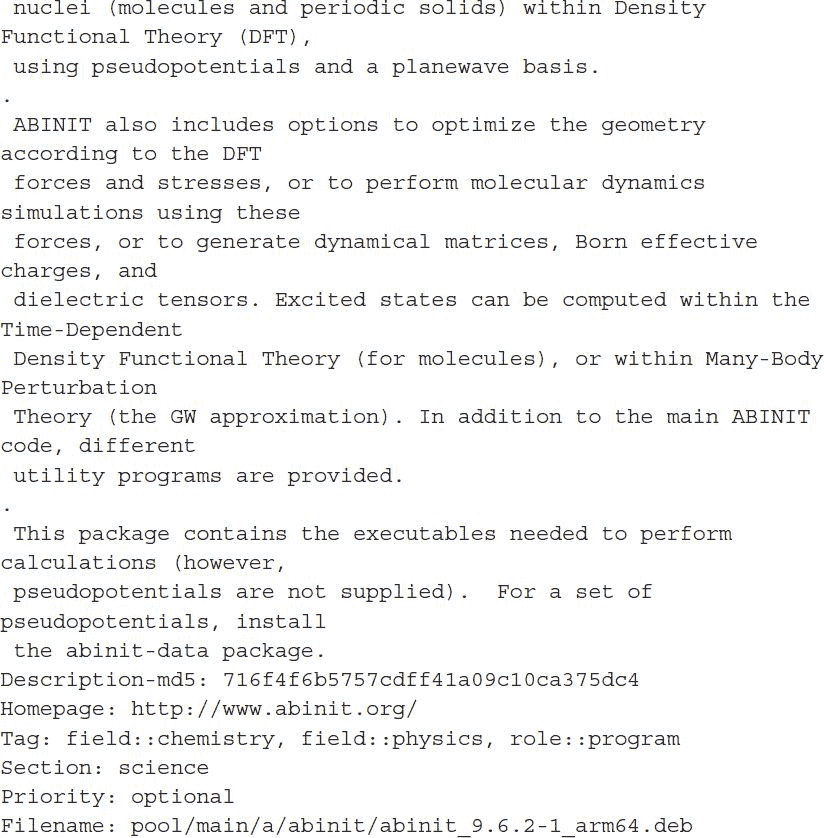 nuclei (molecules and periodic solids) within Density
Functional Theory (DFT),
using pseudopotentials and a planewave basis.
.
ABINIT also includes options to optimize the geometry
according to the DFT
forces and stresses, or to perform molecular dynamics
simulations using these
forces, or to generate dynamical matrices, Born effective
charges, and
dielectric tensors. Excited states can be computed within the
Time-Dependent
Density Functional Theory (for molecules), or within Many-Body
Perturbation
Theory (the GW approximation). In addition to the main ABINIT
code, different
utility programs are provided.
.
This package contains the executables needed to perform
calculations (however,
pseudopotentials are not supplied).  For a set of
pseudopotentials, install
the abinit-data package.
Description-md5: 716f4f6b5757cdff41a09c10ca375dc4
Homepage: http://www.abinit.org/
Tag: field::chemistry, field::physics, role::program
Section: science
Priority: optional
Filename: pool/main/a/abinit/abinit_9.6.2-1_arm64.deb